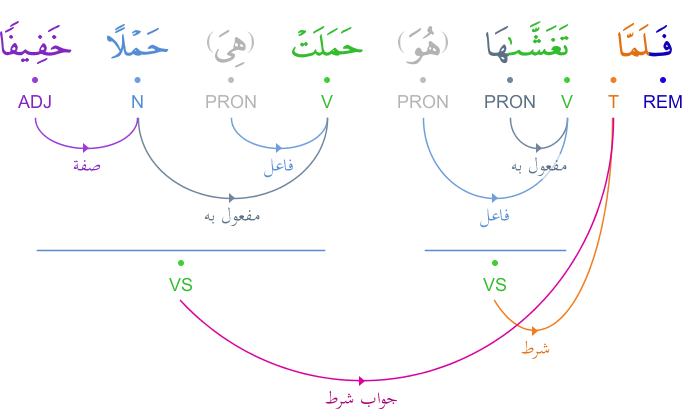 فَلَمَّا تَغَشَّىٰهَا (هُوَ) حَمَلَتْ (هِىَ) حَمْلًا خَفِيفًا
REM T V PRON PRON V PRON N ADJ
مفعول به فاعل صفة
فاعل مفعول به
VS VS
شرط
جواب شرط